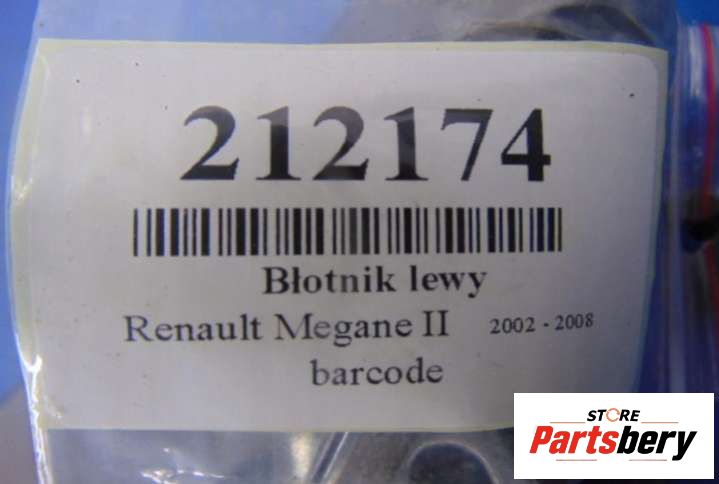 212174
Błotnik lewy
Renault Megane II 2002 - 2008
barcode
STORE
Partsbery